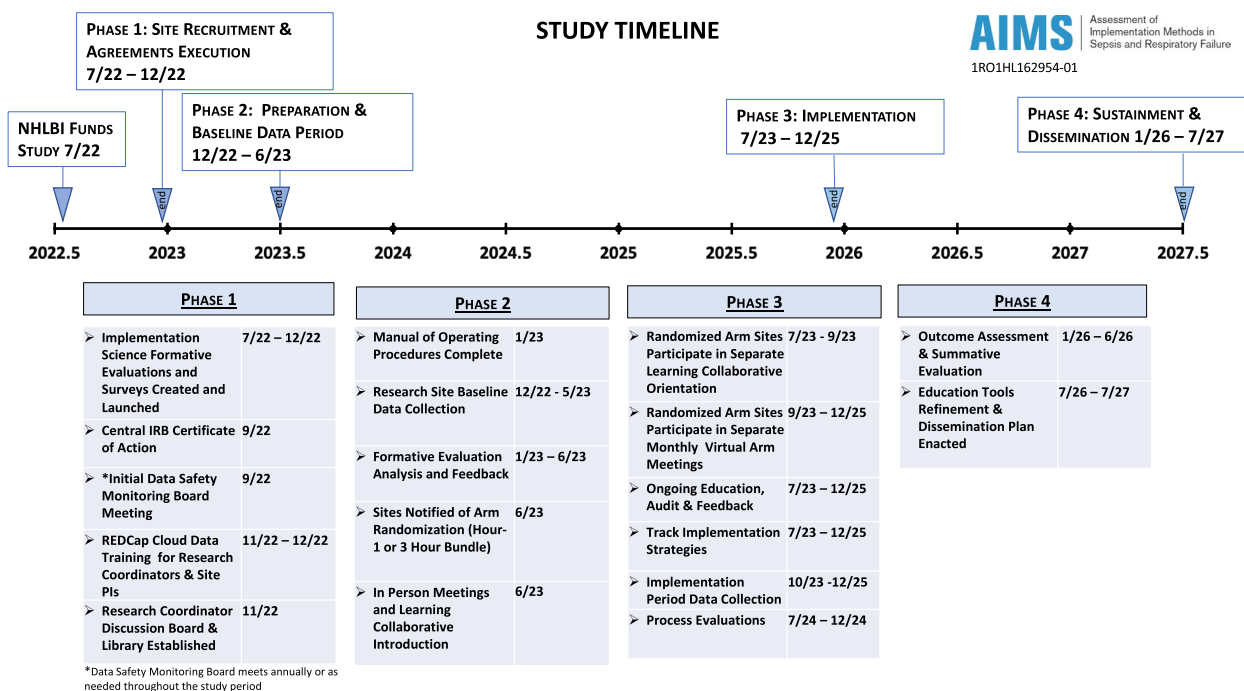 STUDY TIMELINE
AIMS
Assessment of
Implementation Methods in
Sepsis and Respiratory Failure
1RO1HL162954-01
PHASE 1: SITE RECRUITMENT &
AGREEMENTS EXECUTION
7/22 – 12/22
PHASE 2: PREPARATION &
BASELINE DATA PERIOD
12/22 – 6/23
NHLBI FUNDS
STUDY 7/22
PHASE 3: IMPLEMENTATION
7/23 – 12/25
PHASE 4: SUSTAINMENT &
DISSEMINATION 1/26 – 7/27
end
end
end
end
2022.5 2023 2023.5 2024 2024.5 2025 2025.5 2026 2026.5 2027 2027.5
PHASE 1
➢ Implementation 7/22 – 12/22
Science Formative
Evaluations and
Surveys Created and
Launched
➢ Central IRB Certificate 9/22
of Action
➢ *Initial Data Safety 9/22
Monitoring Board
Meeting
➢ REDCap Cloud Data 11/22 – 12/22
Training for Research
Coordinators & Site
PIs
➢ Research Coordinator 11/22
Discussion Board &
Library Established
*Data Safety Monitoring Board meets annually or as
needed throughout the study period
PHASE 2
➢ Manual of Operating 1/23
Procedures Complete
➢ Research Site Baseline 12/22 - 5/23
Data Collection
➢ Formative Evaluation 1/23 – 6/23
Analysis and Feedback
➢ Sites Notified of Arm 6/23
Randomization (Hour-
1 or 3 Hour Bundle)
➢ In Person Meetings 6/23
and Learning
Collaborative
Introduction
PHASE 3
➢ Randomized Arm Sites 7/23 - 9/23
Participate in Separate
Learning Collaborative
Orientation
➢ Randomized Arm Sites 9/23 – 12/25
Participate in Separate
Monthly Virtual Arm
Meetings
➢ Ongoing Education, 7/23 – 12/25
Audit & Feedback
➢ Track Implementation 7/23 – 12/25
Strategies
➢ Implementation 10/23 -12/25
Period Data Collection
➢ Process Evaluations 7/24 – 12/24
PHASE 4
➢ Outcome Assessment 1/26 – 6/26
& Summative
Evaluation
➢ Education Tools 7/26 – 7/27
Refinement &
Dissemination Plan
Enacted